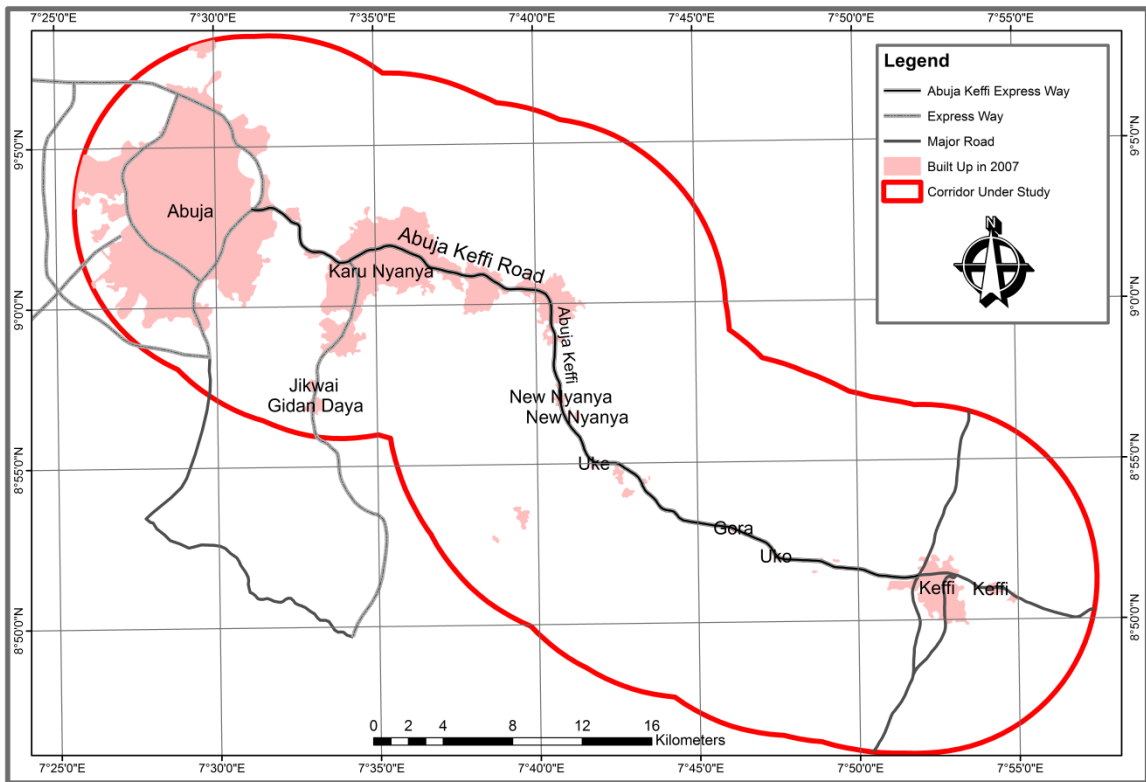 7°25'0"E 7°30'0"E 7°35'0"E 7°40'0"E 7°45'0"E 7°50'0"E 7°55'0"E
Legend
Abuja Keffi Express Way
Express Way
Major Road
Built Up in 2007
Corridor Under Study
N
9°5'0"N
9°5'0"N
Abuja
Abuja Keffi Road
Karu Nyanya
9°0'0"N
9°0'0"N
Abuja Keffi
Jikwai
Gidan Daya
New Nyanya
New Nyanya
8°55'0"N
8°55'0"N
Uke
Gora
Uko
Keffi
Keffi
8°50'0"N
8°50'0"N
0 2 4 8 12 16
Kilometers
7°25'0"E 7°30'0"E 7°35'0"E 7°40'0"E 7°45'0"E 7°50'0"E 7°55'0"E